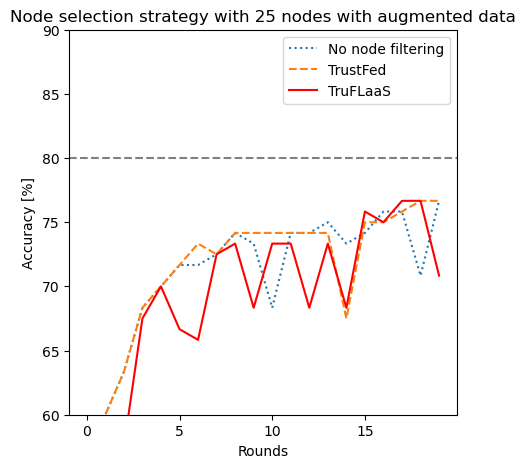 Node selection strategy with 25 nodes with augmented data
90
85
80
75
70
65
60
Accuracy [%]
No node filtering
TrustFed
TruFLaaS
0
5
10
15
Rounds